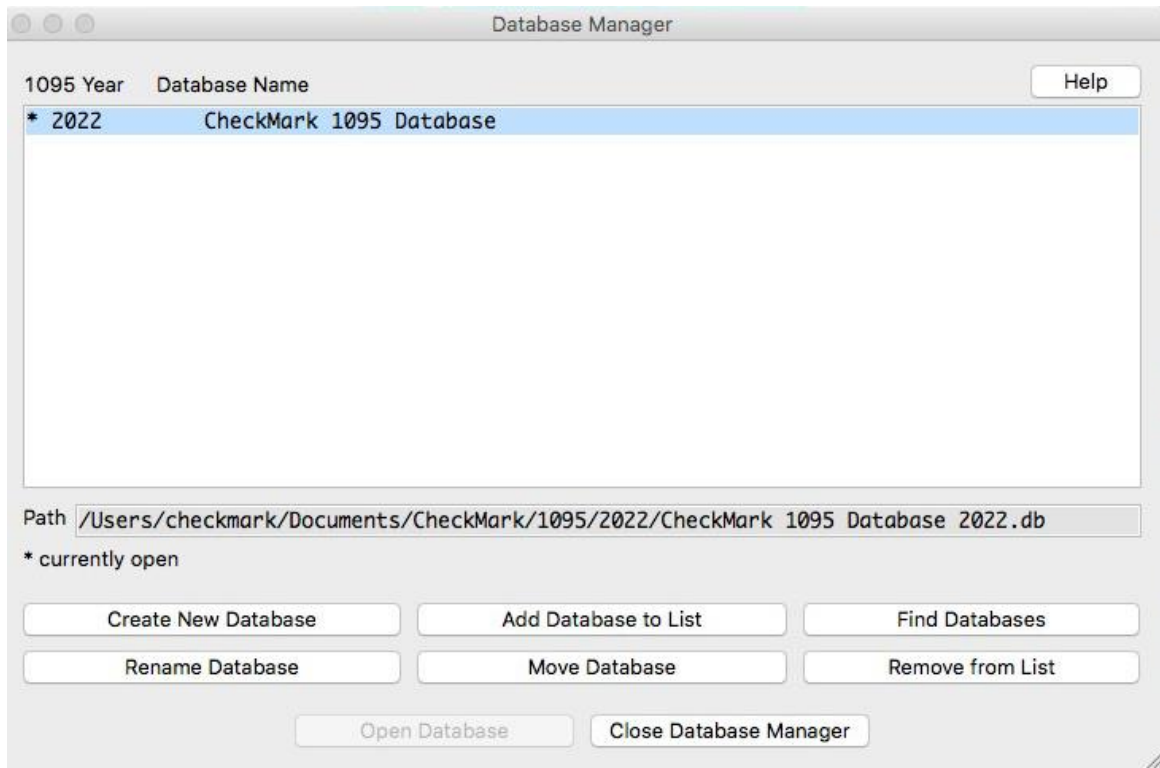 Database Manager
1095 Year Database Name Help
* 2022 CheckMark 1095 Database
Path /Users/checkmark/Documents/CheckMark/1095/2022/CheckMark 1095 Database 2022.db
* currently open
Create New Database Add Database to List Find Databases
Rename Database Move Database Remove from List
Open Database Close Database Manager